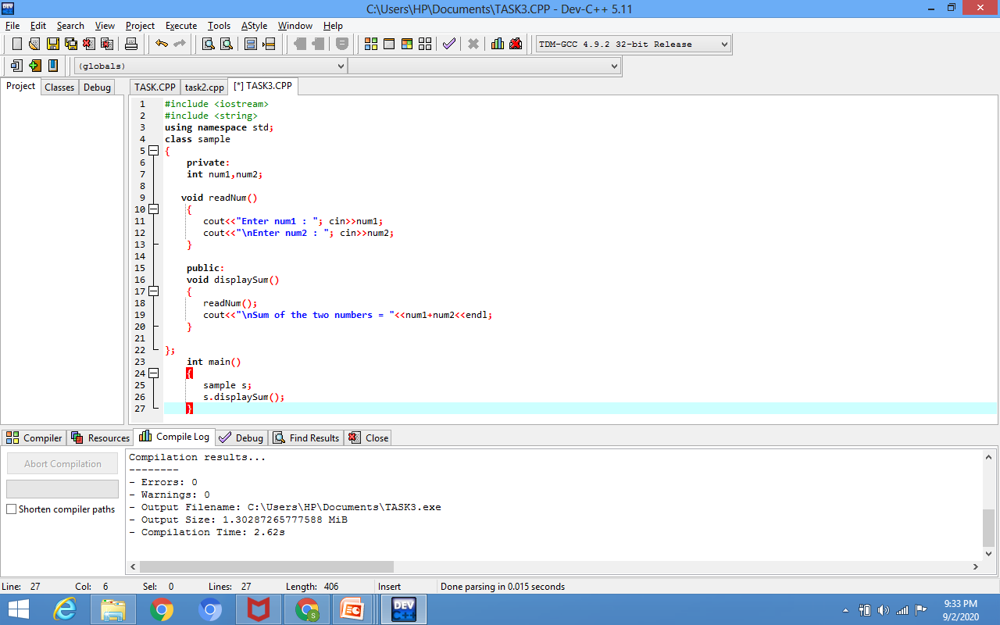 C:\Users\HP\Documents\TASK3.CPP - Dev-C++ 5.11
File Edit Search View Project Execute Tools AStyle Window Help
TDM-GCC 4.9.2 32-bit Release
(globals)
Project Classes Debug
TASK.CPP task2.cpp [*] TASK3.CPP
1 #include <iostream>
2 #include <string>
3 using namespace std;
4 class sample
5 {
6 private:
7 int num1,num2;
8
9 void readNum()
10 {
11 cout<<"Enter num1 : "; cin>>num1;
12 cout<<"\nEnter num2 : "; cin>>num2;
13 }
14
15 public:
16 void displaySum()
17 {
18 readNum();
19 cout<<"\nSum of the two numbers = "<<num1+num2<<endl;
20 }
21
22 };
23 int main()
24 {
25 sample s;
26 s.displaySum();
27 }
Compiler Resources Compile Log Debug Find Results Close
Abort Compilation
Shorten compiler paths
Compilation results...
--------
- Errors: 0
- Warnings: 0
- Output Filename: C:\Users\HP\Documents\TASK3.exe
- Output Size: 1.30287265777588 MiB
- Compilation Time: 2.62s
Line: 27 Col: 6 Sel: 0 Lines: 27 Length: 406 Insert Done parsing in 0.015 seconds
DEV C++
9:33 PM
9/2/2020